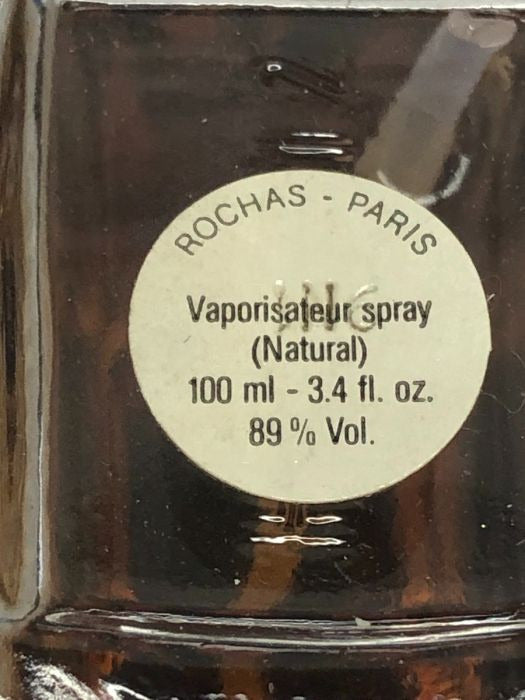 ROCHAS - PARIS
Vaporisateur spray
(Natural)
100 ml - 3.4 fl. oz.
89 % Vol.